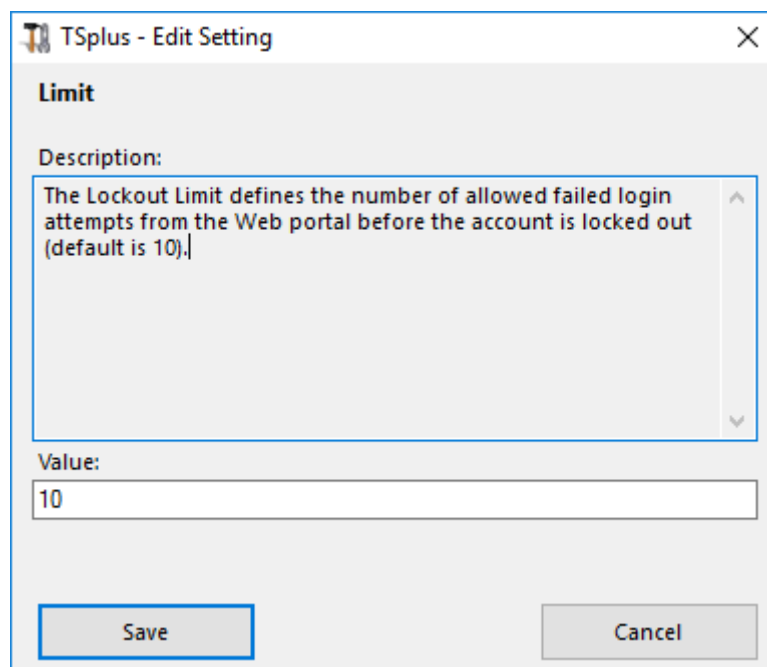 TSplus - Edit Setting
Limit
Description:
The Lockout Limit defines the number of allowed failed login
attempts from the Web portal before the account is locked out
(default is 10).
Value:
10
Save
Cancel